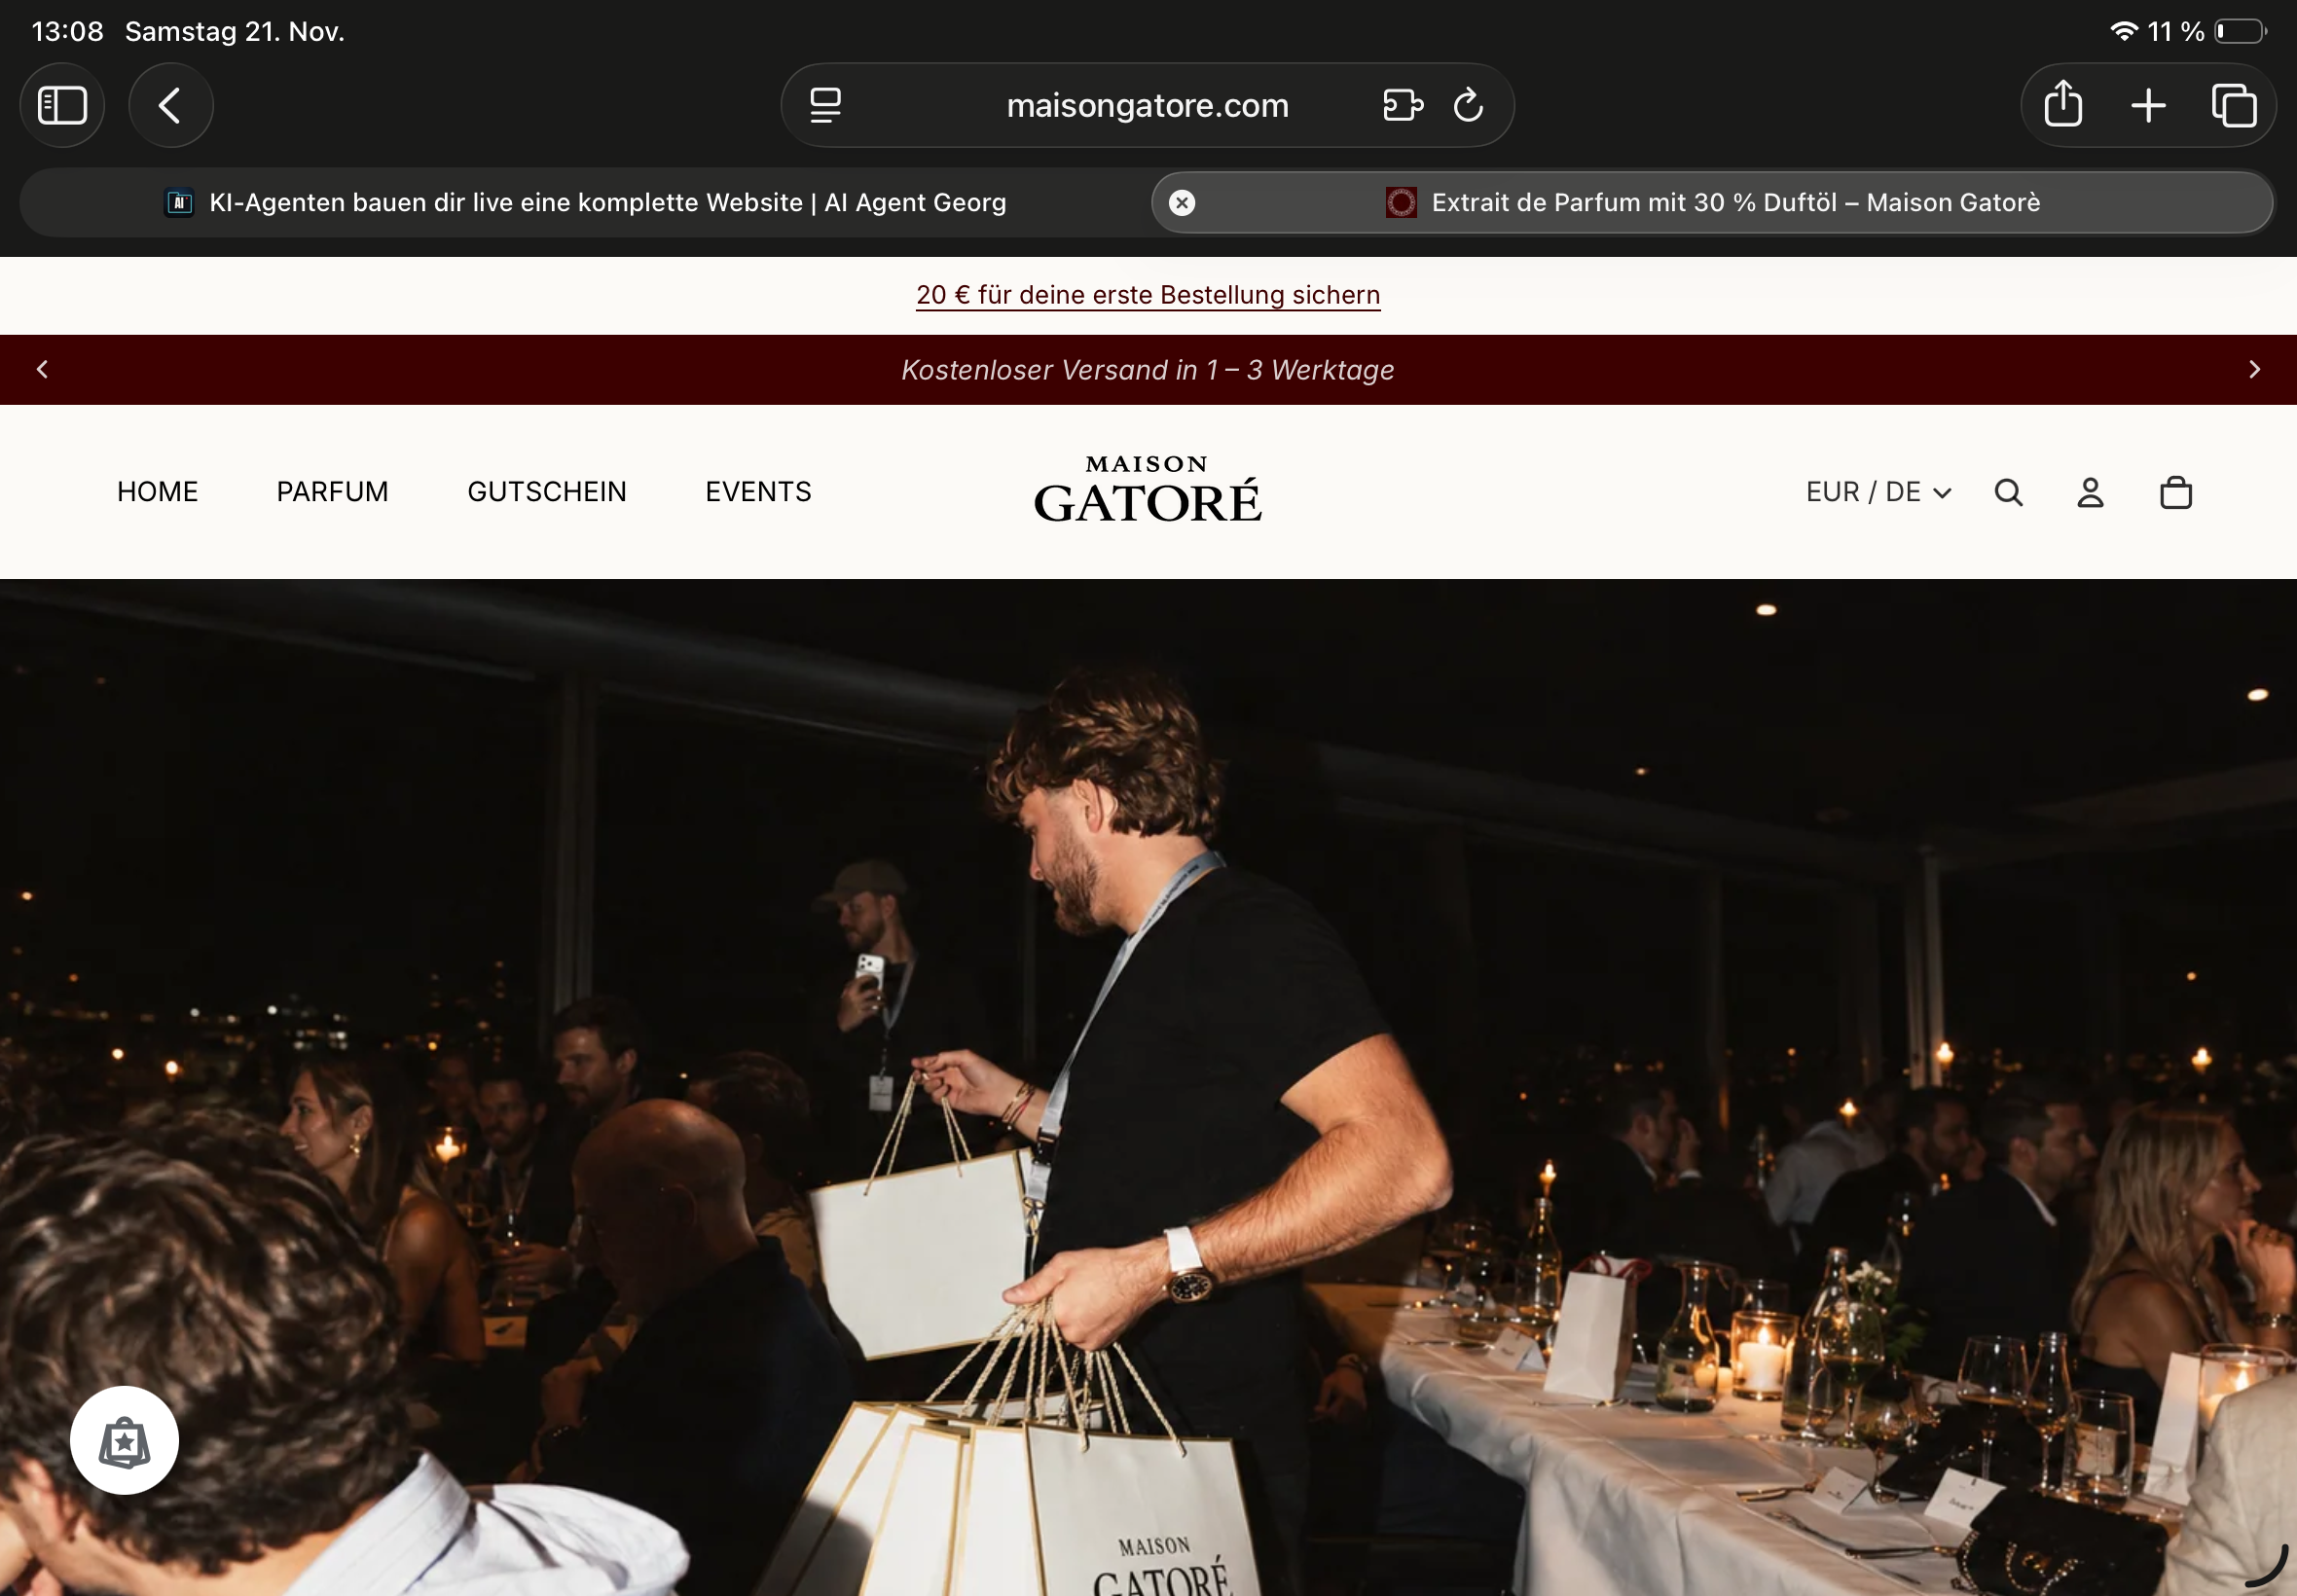 13:08 Samstag 21. Nov.
11 %
maisongatore.com
KI-Agenten bauen dir live eine komplette Website | AI Agent Georg
Extrait de Parfum mit 30 % Duftöl – Maison Gatorè
20 € für deine erste Bestellung sichern
Kostenloser Versand in 1 – 3 Werktage
HOME PARFUM GUTSCHEIN EVENTS
MAISON
GATORÉ
EUR / DE
MAISON
GATORÉ